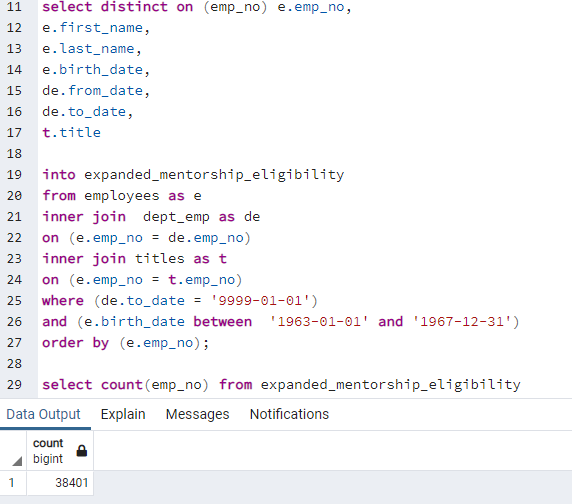 11 select distinct on (emp_no) e.emp_no,
12 e.first_name,
13 e.last_name,
14 e.birth_date,
15 de.from_date,
16 de.to_date,
17 t.title
18
19 into expanded_mentorship_eligibility
20 from employees as e
21 inner join  dept_emp as de
22 on (e.emp_no = de.emp_no)
23 inner join titles as t
24 on (e.emp_no = t.emp_no)
25 where (de.to_date = '9999-01-01')
26 and (e.birth_date between  '1963-01-01' and '1967-12-31')
27 order by (e.emp_no);
28
29 select count(emp_no) from expanded_mentorship_eligibility
Data Output Explain Messages Notifications
count
bigint
1 38401